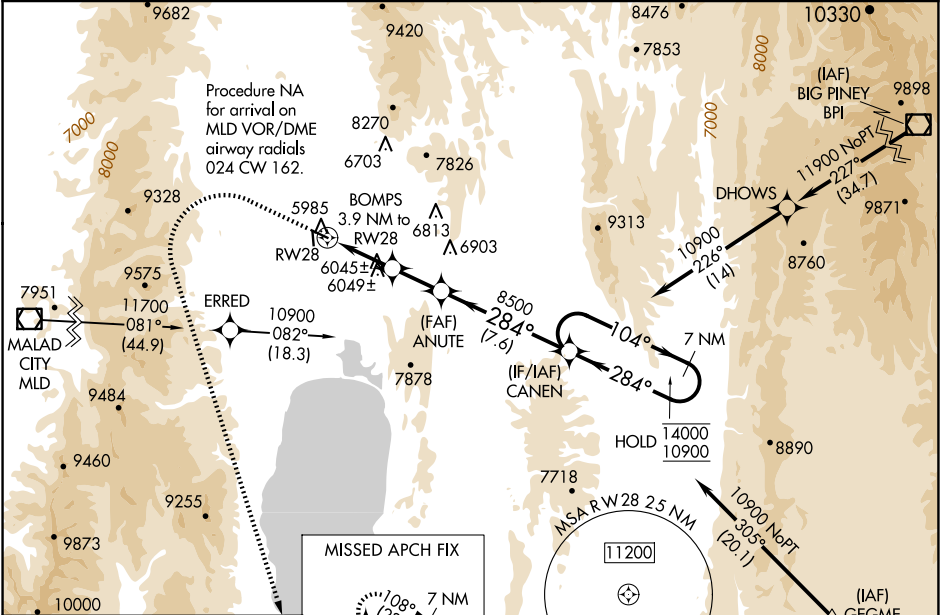 9682
9420
8476
10330
7853
8000
(IAF)
BIG PINEY
BPI
9898
Procedure NA
for arrival on
MLD VOR/DME
airway radials
024 CW 162.
7000
8000
8270
6703
7826
7000
11900 NoPT
227°
(34.7)
DHOWS
9871
9328
5985
BOMPS
3.9 NM to
RW28
6813
9313
RW28
6903
6045±
6049±
10900
226°
(14)
8760
9575
7951
11700
081°
(44.9)
ERRED
10900
082°
(18.3)
MALAD
CITY
MLD
8500
284°
(7.6)
(FAF)
ANUTE
104°
7 NM
(IF/IAF)
CANEN
284°
7878
9484
HOLD
14000
10900
8890
9460
7718
9255
MSA RW28 25 NM
11200
10900 NoPT
305°
(20.1)
9873
MISSED APCH FIX
108°
7 NM
10000
(IAF)